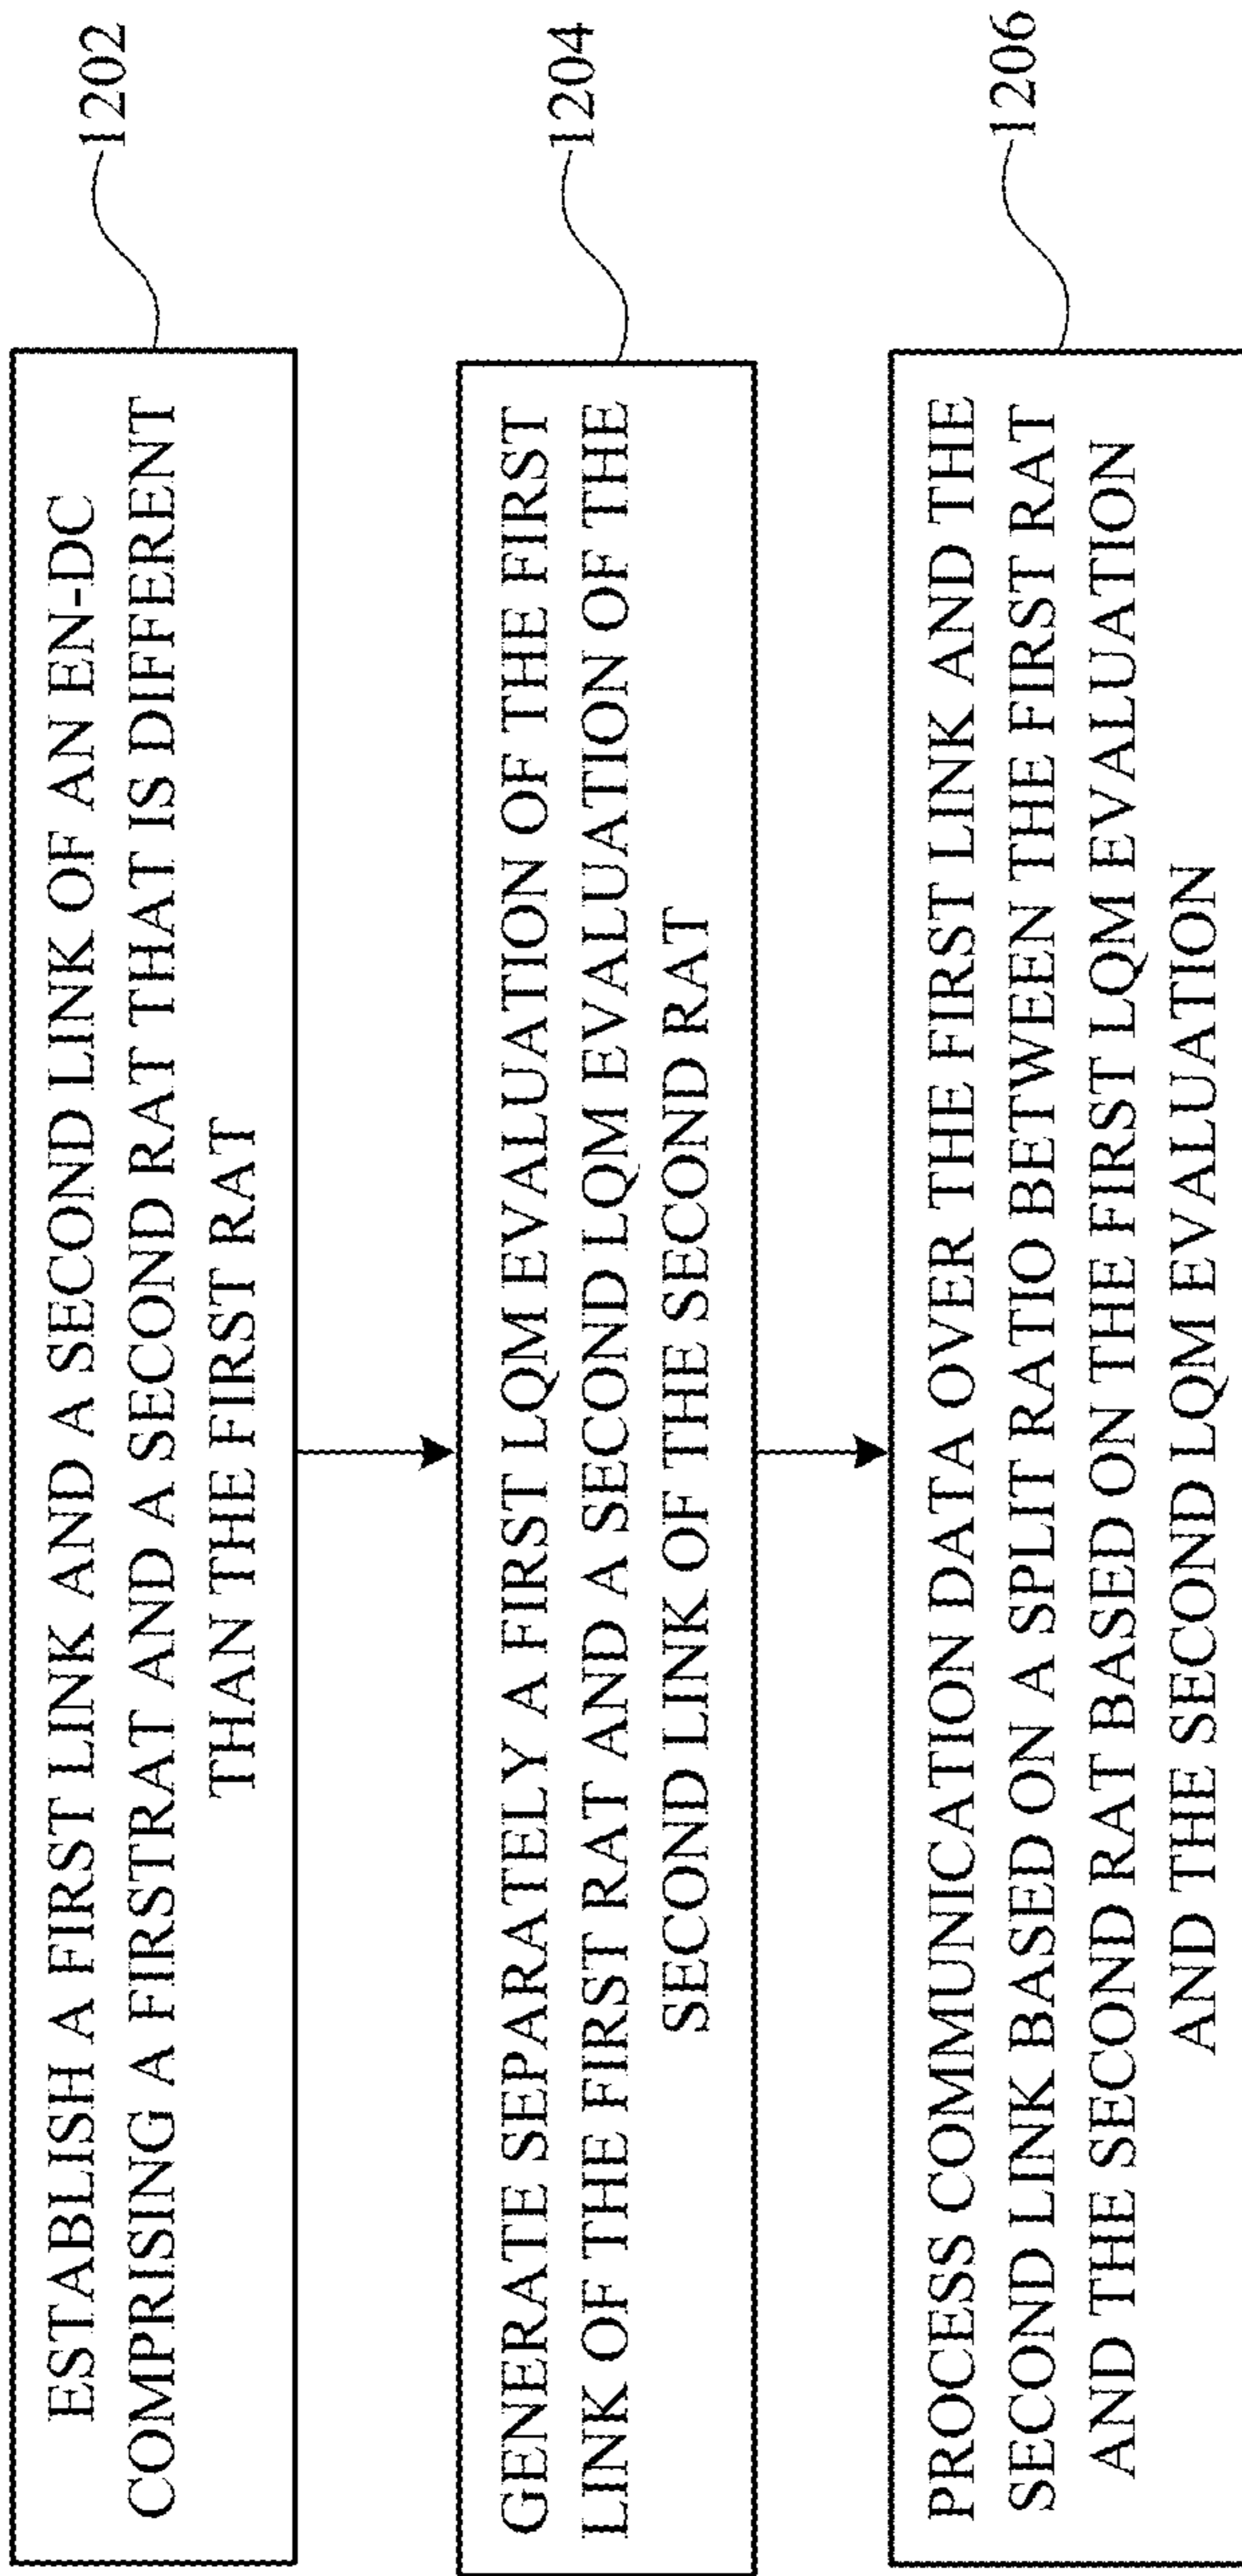 ESTABLISH A FIRST LINK AND A SECOND LINK OF AN EN-DC
COMPRISING A FIRSTRAT AND A SECOND RAT THAT IS DIFFERENT
THAN THE FIRST RAT
1202
GENERATE SEPARATELY A FIRST LQM EVALUATION OF THE FIRST
LINK OF THE FIRST RAT AND A SECOND LQM EVALUATION OF THE
SECOND LINK OF THE SECOND RAT
1204
PROCESS COMMUNICATION DATA OVER THE FIRST LINK AND THE
SECOND LINK BASED ON A SPLIT RATIO BETWEEN THE FIRST RAT
AND THE SECOND RAT BASED ON THE FIRST LQM EVALUATION
AND THE SECOND LQM EVALUATION
1206